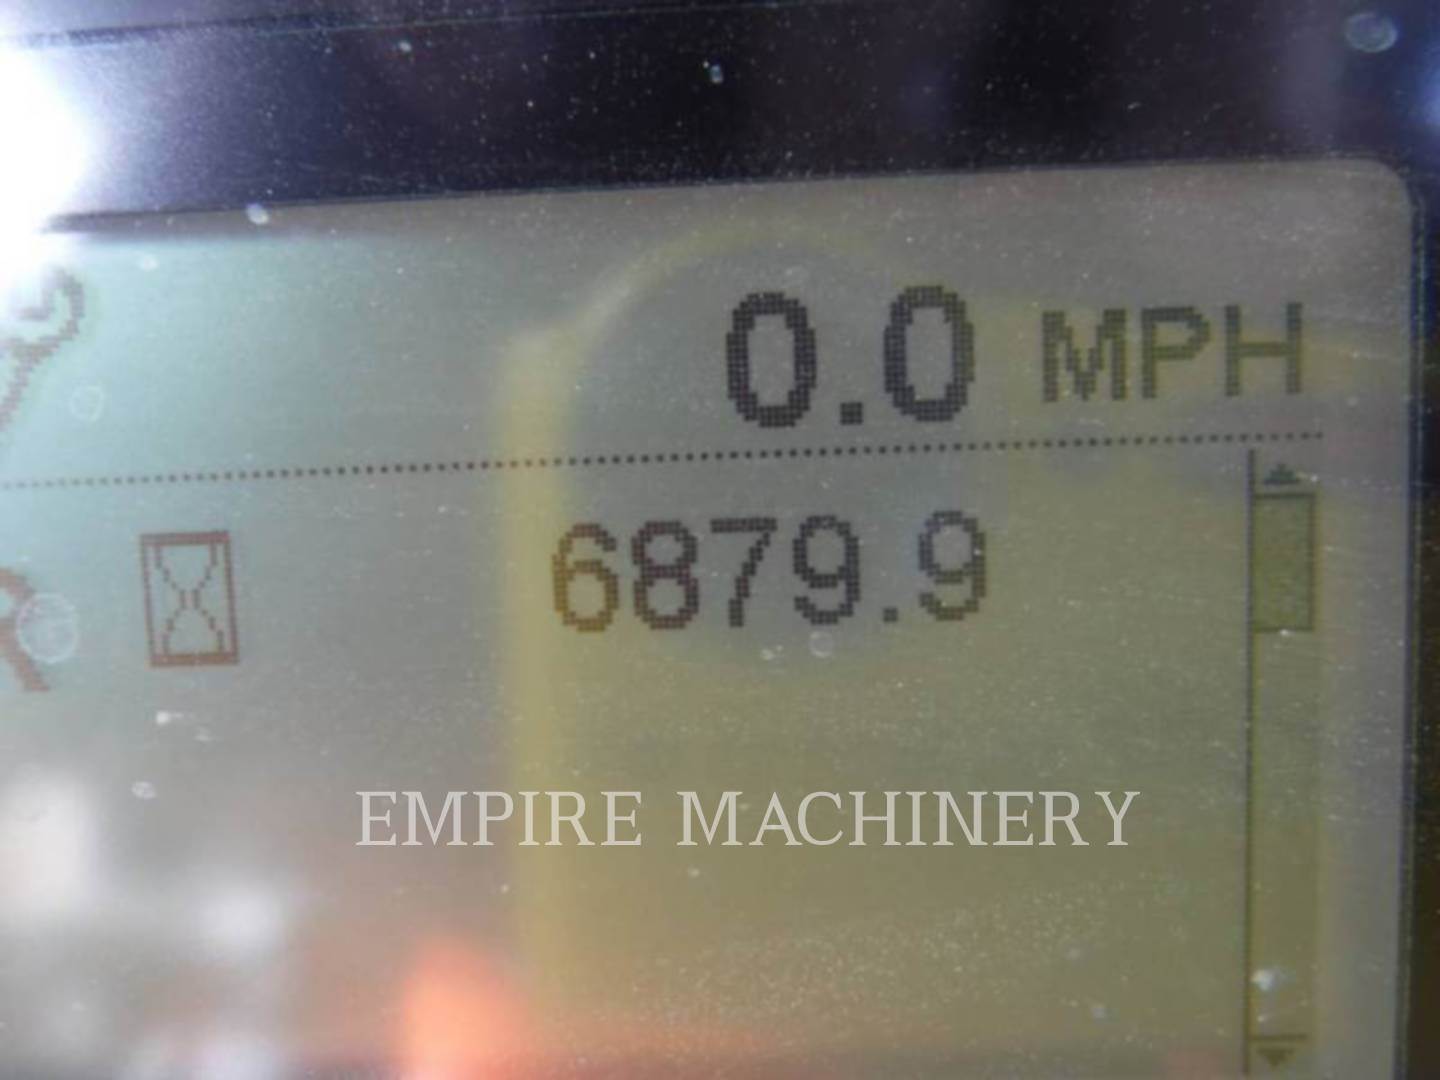 0.0 MPH
R 6879.9
EMPIRE MACHINERY